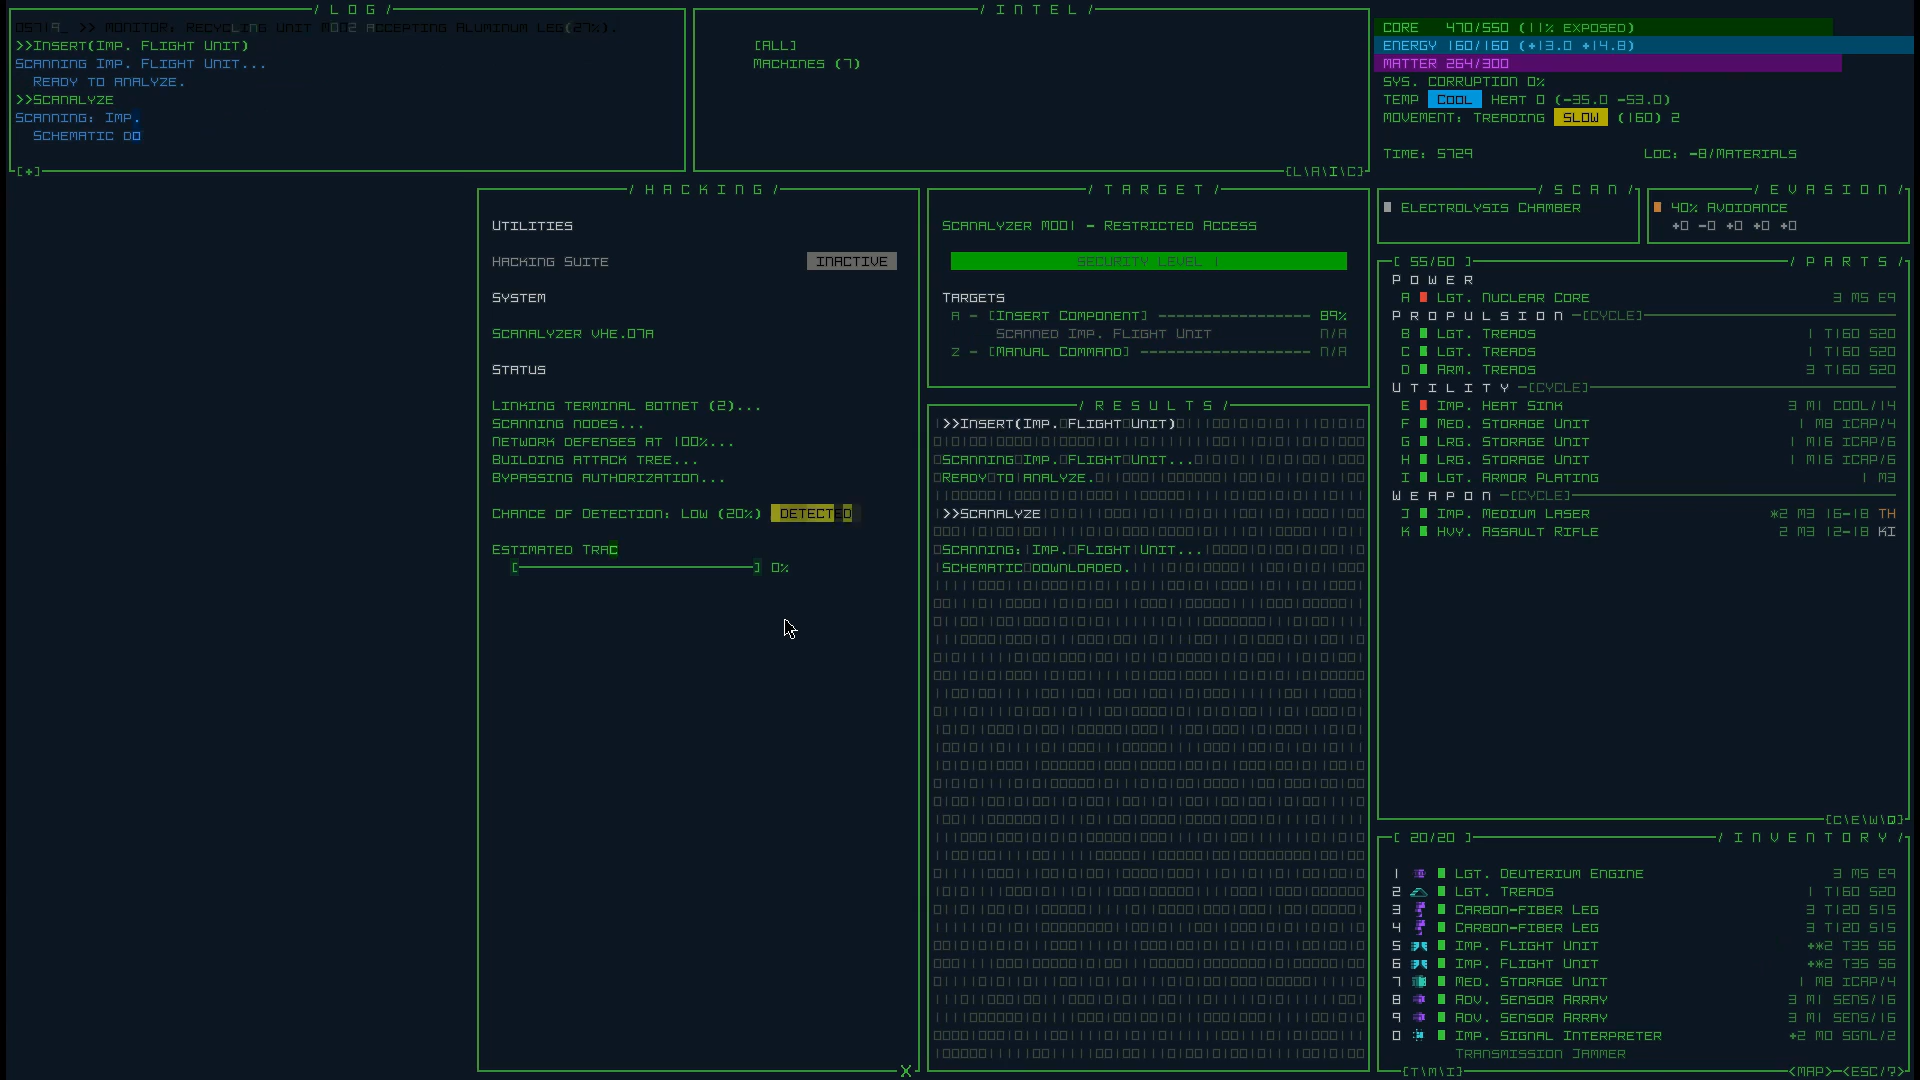 / L O G /
05719_ >> MONITOR: RECYCLING UNIT M002 ACCEPTING ALUMINUM LEG(27%).
>>INSERT(IMP. FLIGHT UNIT)
SCANNING IMP. FLIGHT UNIT...
READY TO ANALYZE.
>>SCANALYZE
SCANNING: IMP.
SCHEMATIC DO
[+]
/ I N T E L /
[ALL]
MACHINES (7)
[L\A\I\C]
CORE 470/550 (11% EXPOSED)
ENERGY 160/160 (+13.0 +14.8)
MATTER 264/300
SYS. CORRUPTION 0%
TEMP COOL HEAT 0 (-35.0 -53.0)
MOVEMENT: TREADING SLOW (160) 2
TIME: 5729 LOC: -8/MATERIALS
/ S C A N /
ELECTROLYSIS CHAMBER
/ E V A S I O N /
40% AVOIDANCE
+0 -0 +0 +0 +0
/ H A C K I N G /
UTILITIES
HACKING SUITE INACTIVE
SYSTEM
SCANALYZER VHE.07A
STATUS
LINKING TERMINAL BOTNET (2)...
SCANNING NODES...
NETWORK DEFENSES AT 100%...
BUILDING ATTACK TREE...
BYPASSING AUTHORIZATION...
CHANCE OF DETECTION: LOW (20%) DETECTED
ESTIMATED TRAC
[ ] 0%
X
/ T A R G E T /
SCANALYZER M001 - RESTRICTED ACCESS
SECURITY LEVEL 1
TARGETS
A - [INSERT COMPONENT] 89%
SCANNED IMP. FLIGHT UNIT N/A
Z - [MANUAL COMMAND] N/A
/ R E S U L T S /
>>INSERT(IMP. FLIGHT UNIT)
SCANNING IMP. FLIGHT UNIT...
READY TO ANALYZE.
>>SCANALYZE
SCANNING: IMP. FLIGHT UNIT...
SCHEMATIC DOWNLOADED.
[ 55/60 ] / P A R T S /
P O W E R
A LGT. NUCLEAR CORE 3 M5 E9
P R O P U L S I O N [CYCLE]
B LGT. TREADS 1 T160 S20
C LGT. TREADS 1 T160 S20
D ARM. TREADS 3 T160 S20
U T I L I T Y [CYCLE]
E IMP. HEAT SINK 3 M1 COOL/14
F MED. STORAGE UNIT 1 M8 ICAP/4
G LRG. STORAGE UNIT 1 M16 ICAP/6
H LRG. STORAGE UNIT 1 M16 ICAP/6
I LGT. ARMOR PLATING 1 M3
W E A P O N [CYCLE]
J IMP. MEDIUM LASER *2 M3 16-18 TH
K HVY. ASSAULT RIFLE 2 M3 12-18 KI
[C\E\W\Q]
[ 20/20 ] / I N V E N T O R Y /
1 LGT. DEUTERIUM ENGINE 3 M5 E9
2 LGT. TREADS 1 T160 S20
3 CARBON-FIBER LEG 3 T120 S15
4 CARBON-FIBER LEG 3 T120 S15
5 IMP. FLIGHT UNIT +*2 T35 S6
6 IMP. FLIGHT UNIT +*2 T35 S6
7 MED. STORAGE UNIT 1 M8 ICAP/4
8 ADV. SENSOR ARRAY 3 M1 SENS/16
9 ADV. SENSOR ARRAY 3 M1 SENS/16
0 IMP. SIGNAL INTERPRETER +2 M0 SGNL/2
TRANSMISSION JAMMER
[T\M\I] <MAP> <ESC/?>